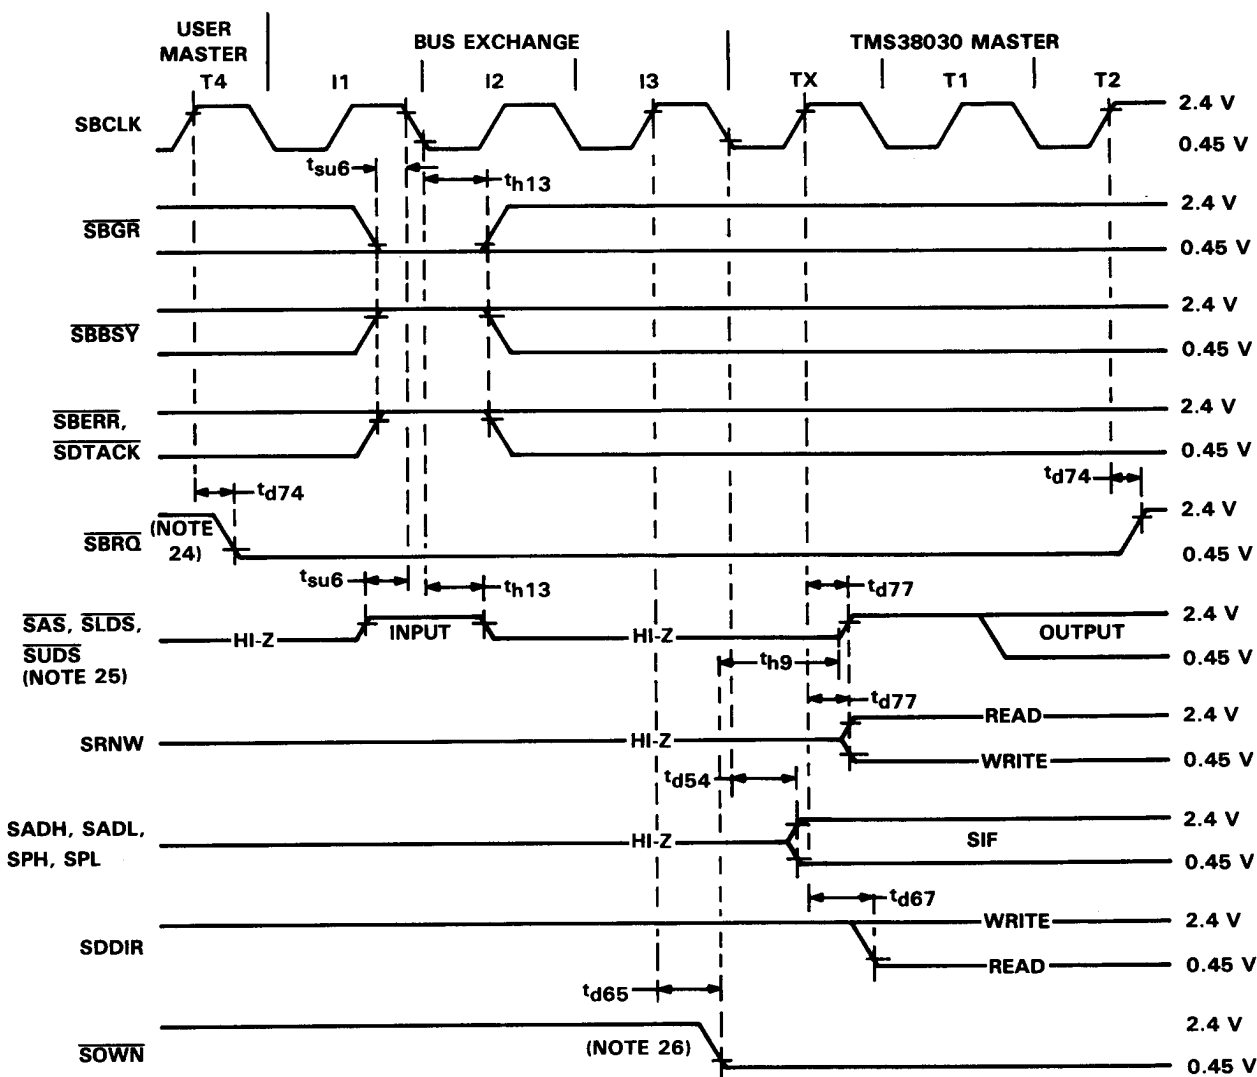 USER MASTER
BUS EXCHANGE
TMS38030 MASTER
T4 I1 I2 I3 TX T1 T2
SBCLK
2.4 V
0.45 V
tsu6
th13
SBGR
2.4 V
0.45 V
SBBSY
2.4 V
0.45 V
SBERR,
SDTACK
2.4 V
0.45 V
td74
td74
SBRQ
(NOTE
24)
2.4 V
0.45 V
tsu6
th13
td77
SAS, SLDS,
SUDS
(NOTE 25)
HI-Z
INPUT
HI-Z
OUTPUT
2.4 V
0.45 V
th9
td77
SRNW
HI-Z
READ
WRITE
2.4 V
0.45 V
td54
SADH, SADL,
SPH, SPL
HI-Z
SIF
2.4 V
0.45 V
td67
SDDIR
WRITE
READ
2.4 V
0.45 V
td65
SOWN
(NOTE 26)
2.4 V
0.45 V